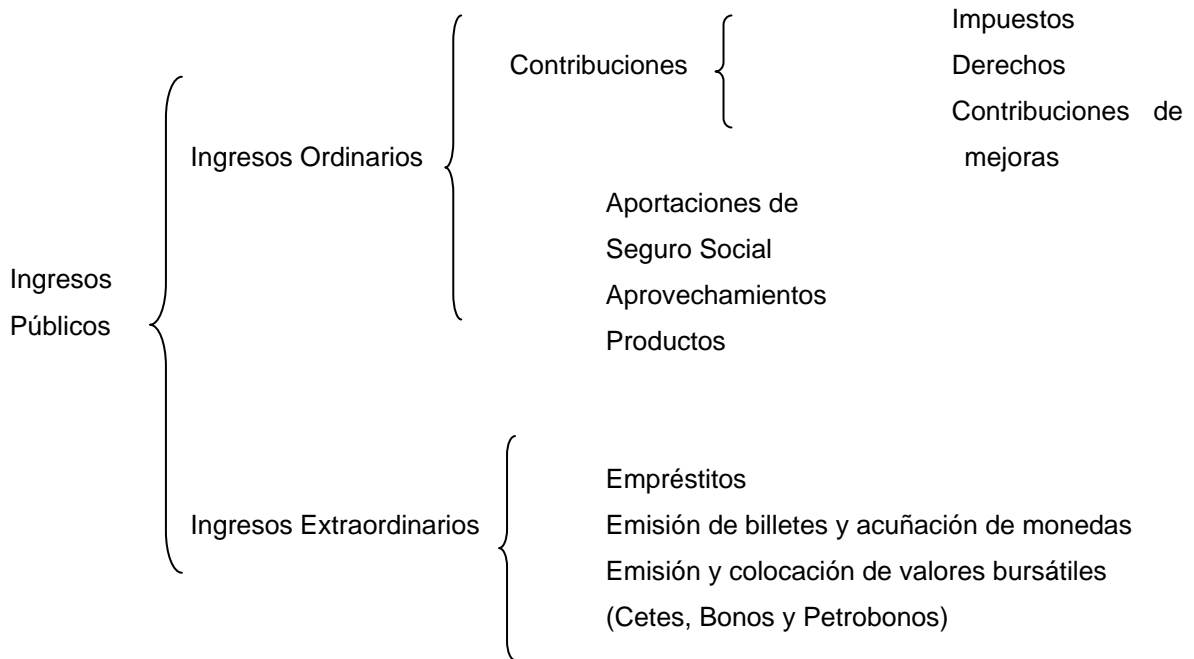 Ingresos
Públicos
Ingresos Ordinarios
Contribuciones
Impuestos
Derechos
Contribuciones de
mejoras
Aportaciones de
Seguro Social
Aprovechamientos
Productos
Ingresos Extraordinarios
Empréstitos
Emisión de billetes y acuñación de monedas
Emisión y colocación de valores bursátiles
(Cetes, Bonos y Petrobonos)